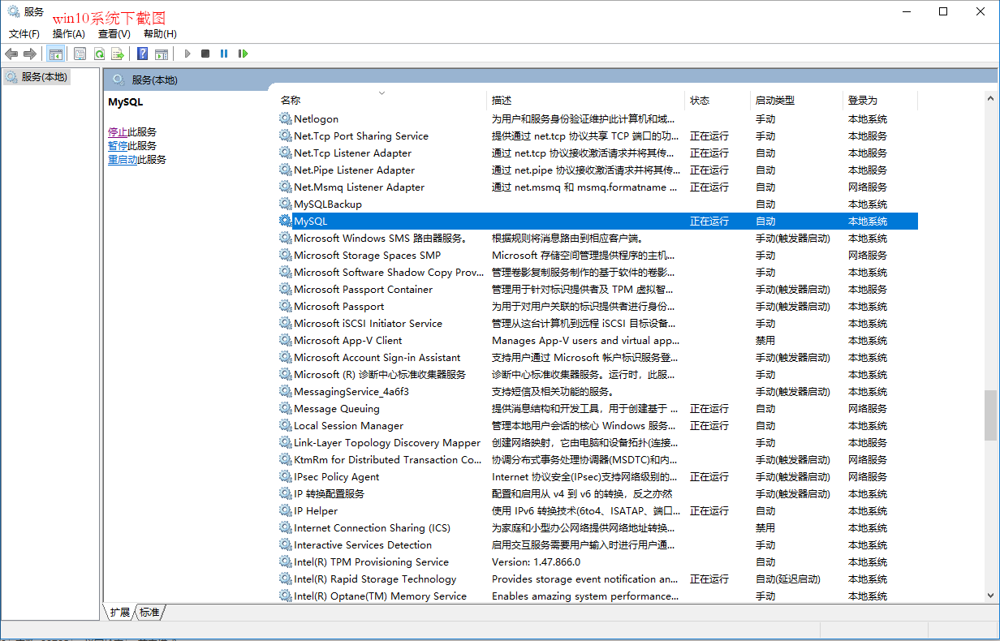 服务
win10系统下截图
文件(F) 操作(A) 查看(V) 帮助(H)
服务(本地)
服务(本地)
MySQL
停止此服务
暂停此服务
重启动此服务
名称 描述 状态 启动类型 登录为
Netlogon 为用户和服务身份验证维护此计算机和域... 手动 本地系统
Net.Tcp Port Sharing Service 提供通过 net.tcp 协议共享 TCP 端口的功... 正在运行 手动 本地服务
Net.Tcp Listener Adapter 通过 net.tcp 协议接收激活请求并将其传... 正在运行 自动 本地服务
Net.Pipe Listener Adapter 通过 net.pipe 协议接收激活请求并将其传... 正在运行 自动 本地服务
Net.Msmq Listener Adapter 通过 net.msmq 和 msmq.formatname ... 正在运行 自动 网络服务
MySQLBackup 自动 本地系统
MySQL 正在运行 自动 本地系统
Microsoft Windows SMS 路由器服务。 根据规则将消息路由到相应客户端。 手动(触发器启动) 本地系统
Microsoft Storage Spaces SMP Microsoft 存储空间管理提供程序的主机... 手动 网络服务
Microsoft Software Shadow Copy Prov... 管理卷影复制服务制作的基于软件的卷影... 手动 本地系统
Microsoft Passport Container 管理用于针对标识提供者及 TPM 虚拟智... 手动(触发器启动) 本地服务
Microsoft Passport 为用于对用户关联的标识提供者进行身份... 手动(触发器启动) 本地系统
Microsoft iSCSI Initiator Service 管理从这台计算机到远程 iSCSI 目标设备... 手动 本地系统
Microsoft App-V Client Manages App-V users and virtual app... 禁用 本地系统
Microsoft Account Sign-in Assistant 支持用户通过 Microsoft 帐户标识服务登... 手动(触发器启动) 本地系统
Microsoft (R) 诊断中心标准收集器服务 诊断中心标准收集器服务。运行时，此服... 手动 本地系统
MessagingService_4a6f3 支持短信及相关功能的服务。 手动(触发器启动) 本地系统
Message Queuing 提供消息结构和开发工具，用于创建基于 ... 正在运行 自动 网络服务
Local Session Manager 管理本地用户会话的核心 Windows 服务... 正在运行 自动 本地系统
Link-Layer Topology Discovery Mapper 创建网络映射，它由电脑和设备拓扑(连接... 手动 本地服务
KtmRm for Distributed Transaction Co... 协调分布式事务处理协调器(MSDTC)和内... 手动(触发器启动) 网络服务
IPsec Policy Agent Internet 协议安全(IPsec)支持网络级别的... 正在运行 手动(触发器启动) 网络服务
IP 转换配置服务 配置和启用从 v4 到 v6 的转换，反之亦然 手动(触发器启动) 本地系统
IP Helper 使用 IPv6 转换技术(6to4、ISATAP、端口... 正在运行 自动 本地系统
Internet Connection Sharing (ICS) 为家庭和小型办公网络提供网络地址转换... 禁用 本地系统
Interactive Services Detection 启用交互服务需要用户输入时进行用户通... 手动 本地系统
Intel(R) TPM Provisioning Service Version: 1.47.866.0 自动 本地系统
Intel(R) Rapid Storage Technology Provides storage event notification an... 正在运行 自动(延迟启动) 本地系统
Intel(R) Optane(TM) Memory Service Enables amazing system performance... 手动 本地系统
扩展 标准